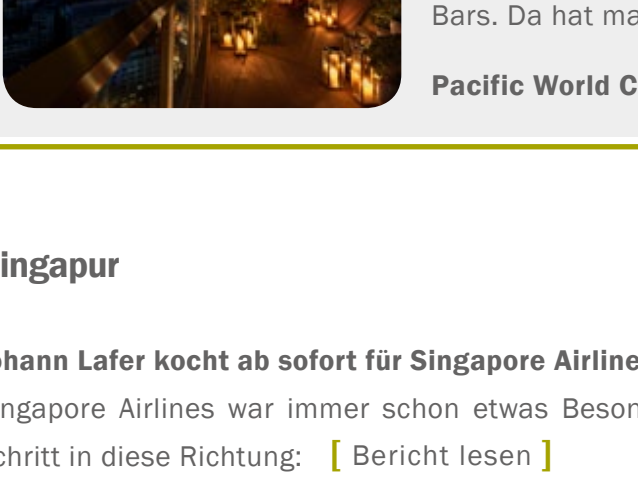 Bars. Da hat ma
Pacific World C
ingapur
ohann Lafer kocht ab sofort für Singapore Airline
ngapore Airlines war immer schon etwas Beson
chritt in diese Richtung: [ Bericht lesen ]